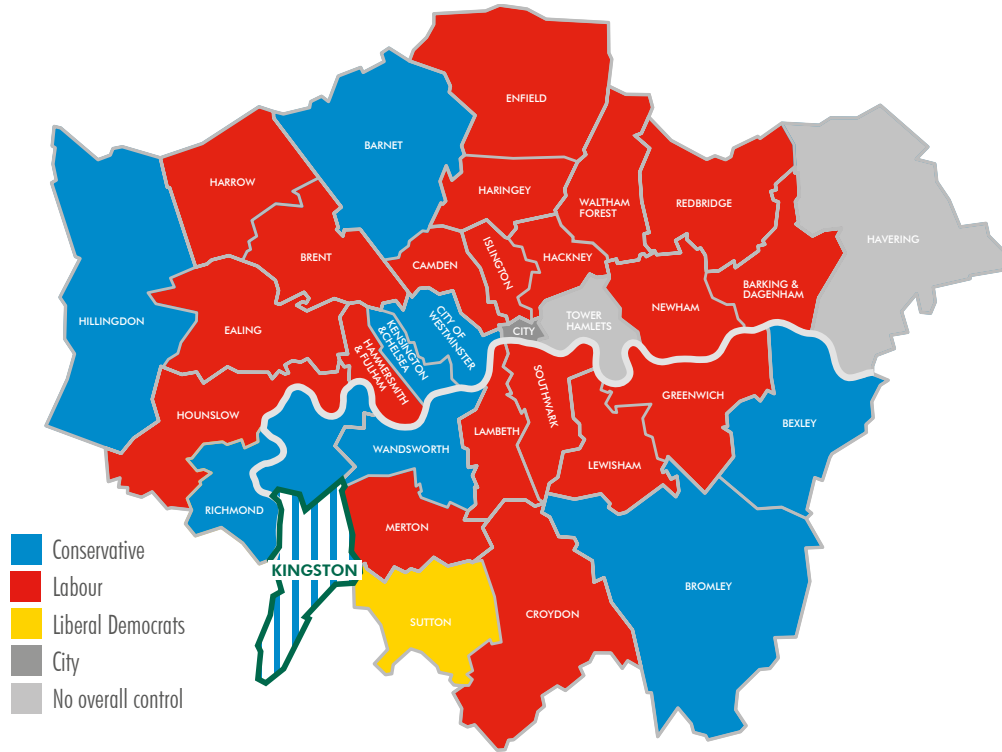 ENFIELD
BARNET
HARROW
HARINGEY
WALTHAM
FOREST
REDBRIDGE
HAVERING
BRENT
CAMDEN
ISLINGTON
HACKNEY
NEWHAM
BARKING &
DAGENHAM
HILLINGDON
EALING
HAMMERSMITH
& FULHAM
KENSINGTON
&CHELSEA
CITY OF
WESTMINSTER
CITY
TOWER
HAMLETS
HOUNSLOW
WANDSWORTH
LAMBETH
SOUTHWARK
GREENWICH
BEXLEY
LEWISHAM
RICHMOND
MERTON
KINGSTON
SUTTON
CROYDON
BROMLEY
Conservative
Labour
Liberal Democrats
City
No overall control